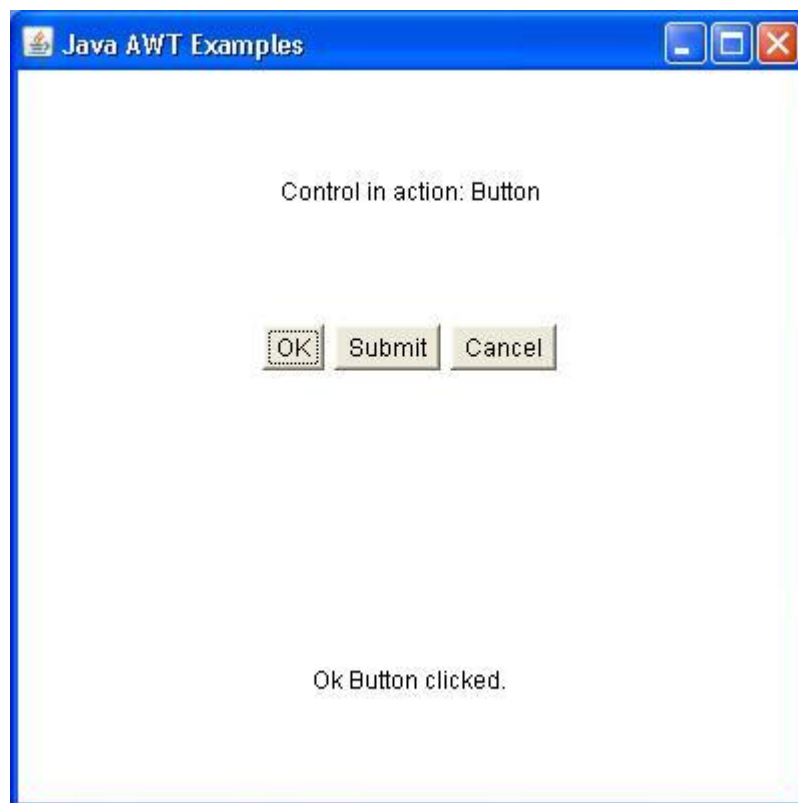 Java AWT Examples
Control in action: Button
OK Submit Cancel
Ok Button clicked.